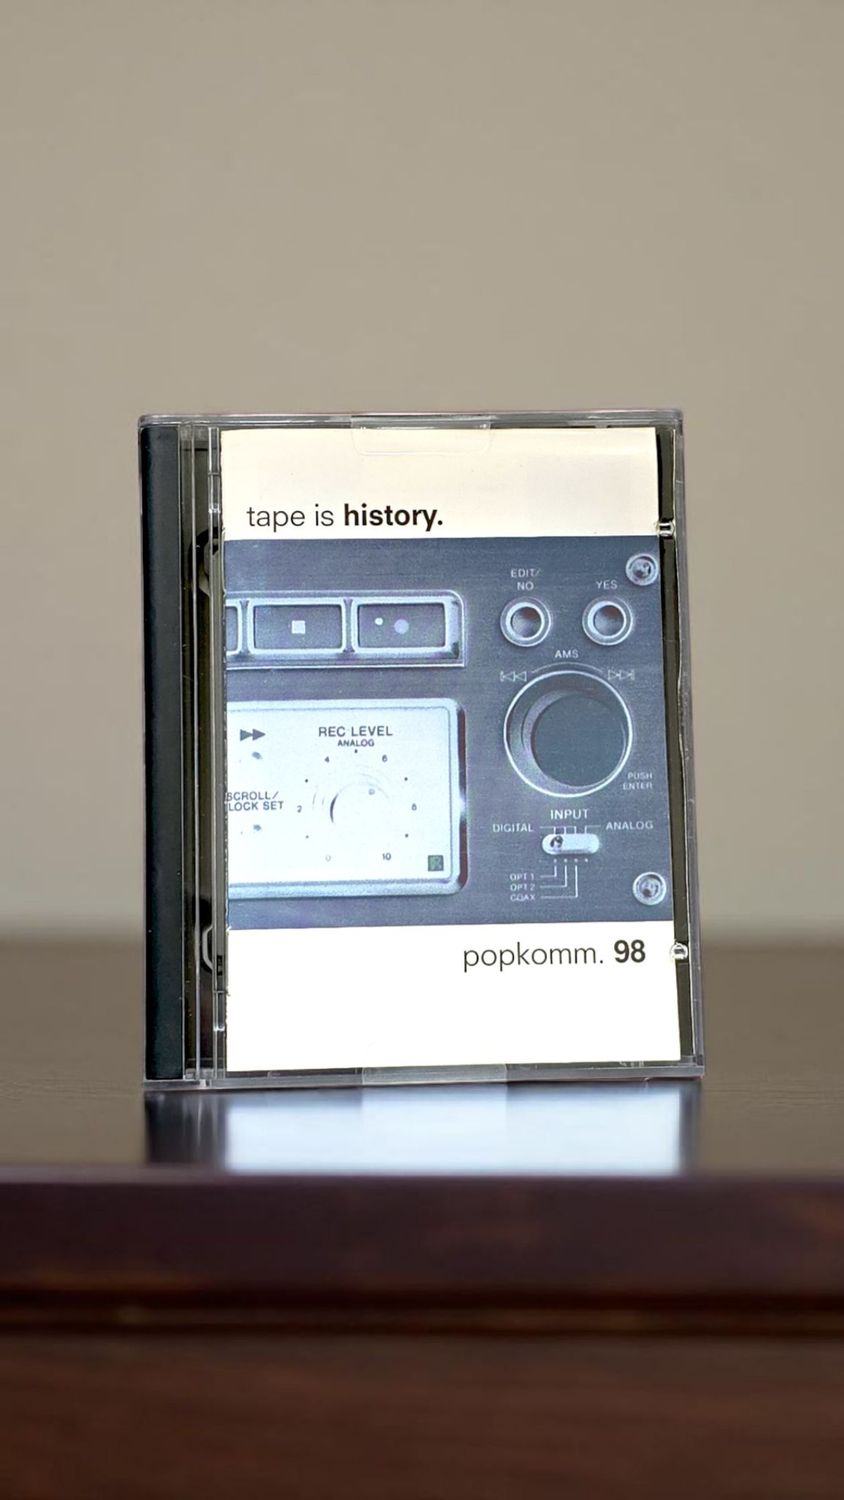 tape is history.
EDIT/
NO
YES
AMS
PUSH
ENTER
REC LEVEL
ANALOG
4
6
2
8
0
10
SCROLL/
LOCK SET
INPUT
DIGITAL
ANALOG
OPT 1
OPT 2
COAX
popkomm. 98